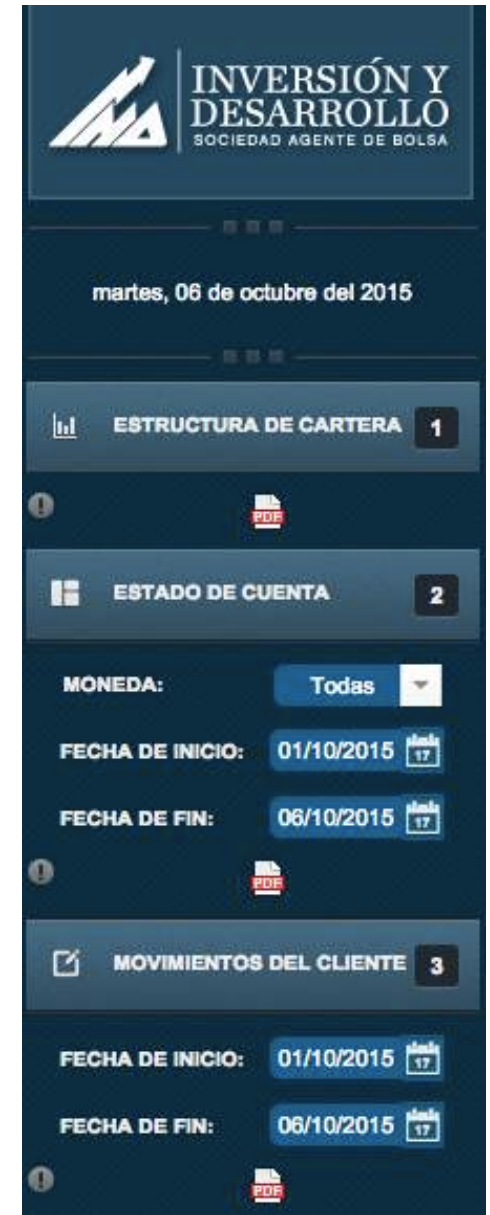 INVERSIÓN Y
DESARROLLO
SOCIEDAD AGENTE DE BOLSA
martes, 06 de octubre del 2015
ESTRUCTURA DE CARTERA 1
PDF
ESTADO DE CUENTA 2
MONEDA: Todas
FECHA DE INICIO: 01/10/2015 17
FECHA DE FIN: 06/10/2015 17
PDF
MOVIMIENTOS DEL CLIENTE 3
FECHA DE INICIO: 01/10/2015 17
FECHA DE FIN: 06/10/2015 17
PDF